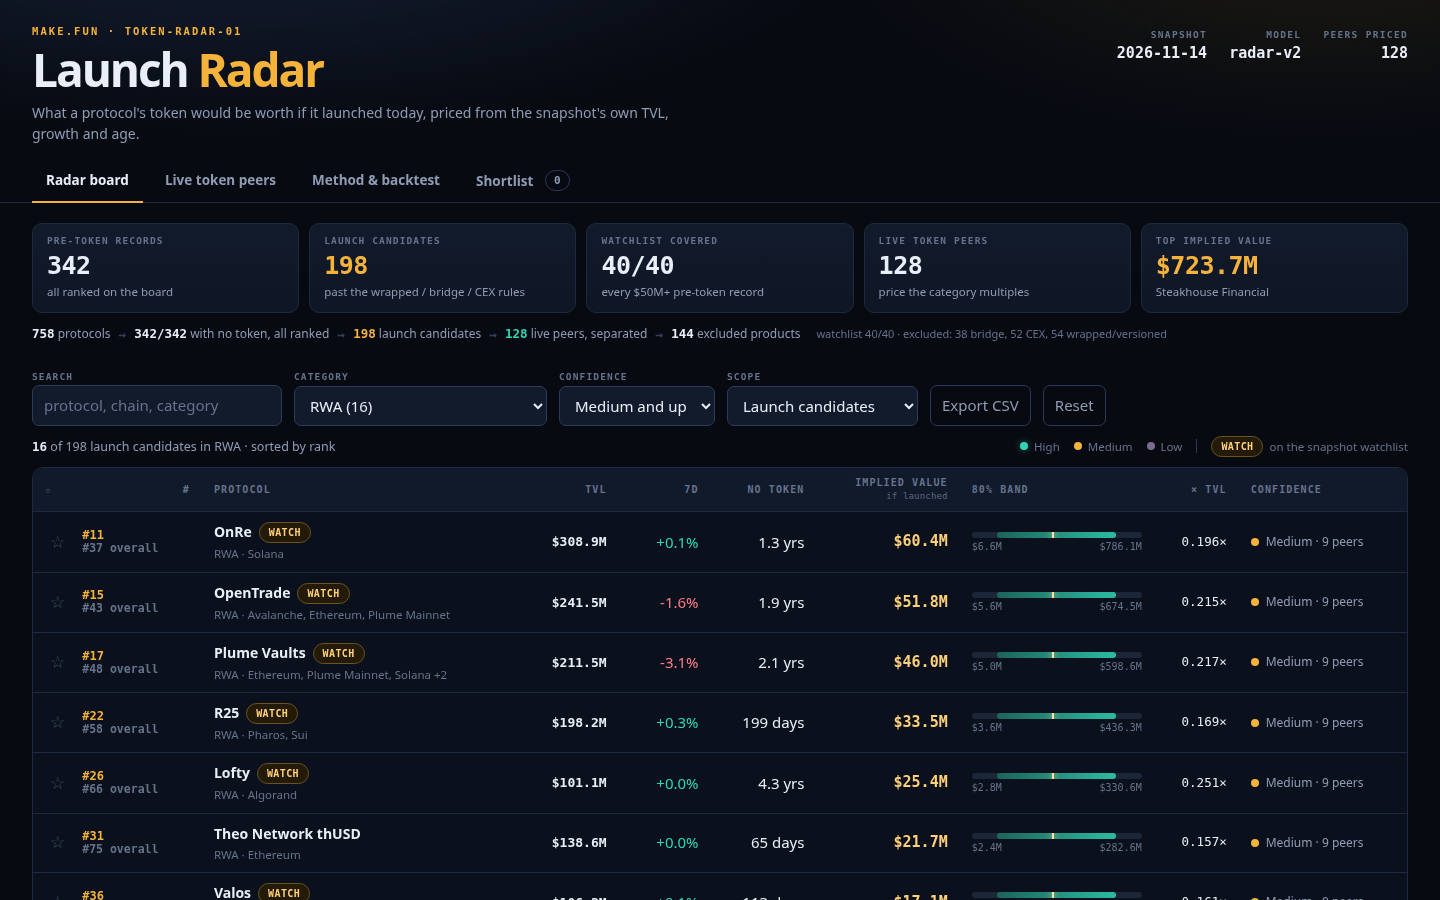 MAKE.FUN · TOKEN-RADAR-01
Launch Radar
What a protocol's token would be worth if it launched today, priced from the snapshot's own TVL,
growth and age.
SNAPSHOT MODEL PEERS PRICED
2026-11-14 radar-v2 128
Radar board Live token peers Method & backtest Shortlist 0
PRE-TOKEN RECORDS
342
all ranked on the board
LAUNCH CANDIDATES
198
past the wrapped / bridge / CEX rules
WATCHLIST COVERED
40/40
every $50M+ pre-token record
LIVE TOKEN PEERS
128
price the category multiples
TOP IMPLIED VALUE
$723.7M
Steakhouse Financial
758 protocols → 342/342 with no token, all ranked → 198 launch candidates → 128 live peers, separated → 144 excluded products watchlist 40/40 · excluded: 38 bridge, 52 CEX, 54 wrapped/versioned
SEARCH CATEGORY CONFIDENCE SCOPE
protocol, chain, category RWA (16) Medium and up Launch candidates Export CSV Reset
16 of 198 launch candidates in RWA · sorted by rank High Medium Low WATCH on the snapshot watchlist
☆ # PROTOCOL TVL 7D NO TOKEN IMPLIED VALUE 80% BAND × TVL CONFIDENCE
if launched
☆ #11 OnRe WATCH $308.9M +0.1% 1.3 yrs $60.4M 0.196× Medium · 9 peers
#37 overall RWA · Solana $6.6M $786.1M
☆ #15 OpenTrade WATCH $241.5M -1.6% 1.9 yrs $51.8M 0.215× Medium · 9 peers
#43 overall RWA · Avalanche, Ethereum, Plume Mainnet $5.6M $674.5M
☆ #17 Plume Vaults WATCH $211.5M -3.1% 2.1 yrs $46.0M 0.217× Medium · 9 peers
#48 overall RWA · Ethereum, Plume Mainnet, Solana +2 $5.0M $598.6M
☆ #22 R25 WATCH $198.2M +0.3% 199 days $33.5M 0.169× Medium · 9 peers
#58 overall RWA · Pharos, Sui $3.6M $436.3M
☆ #26 Lofty WATCH $101.1M +0.0% 4.3 yrs $25.4M 0.251× Medium · 9 peers
#66 overall RWA · Algorand $2.8M $330.6M
☆ #31 Theo Network thUSD $138.6M +0.0% 65 days $21.7M 0.157× Medium · 9 peers
#75 overall RWA · Ethereum $2.4M $282.6M
#36 Valos WATCH